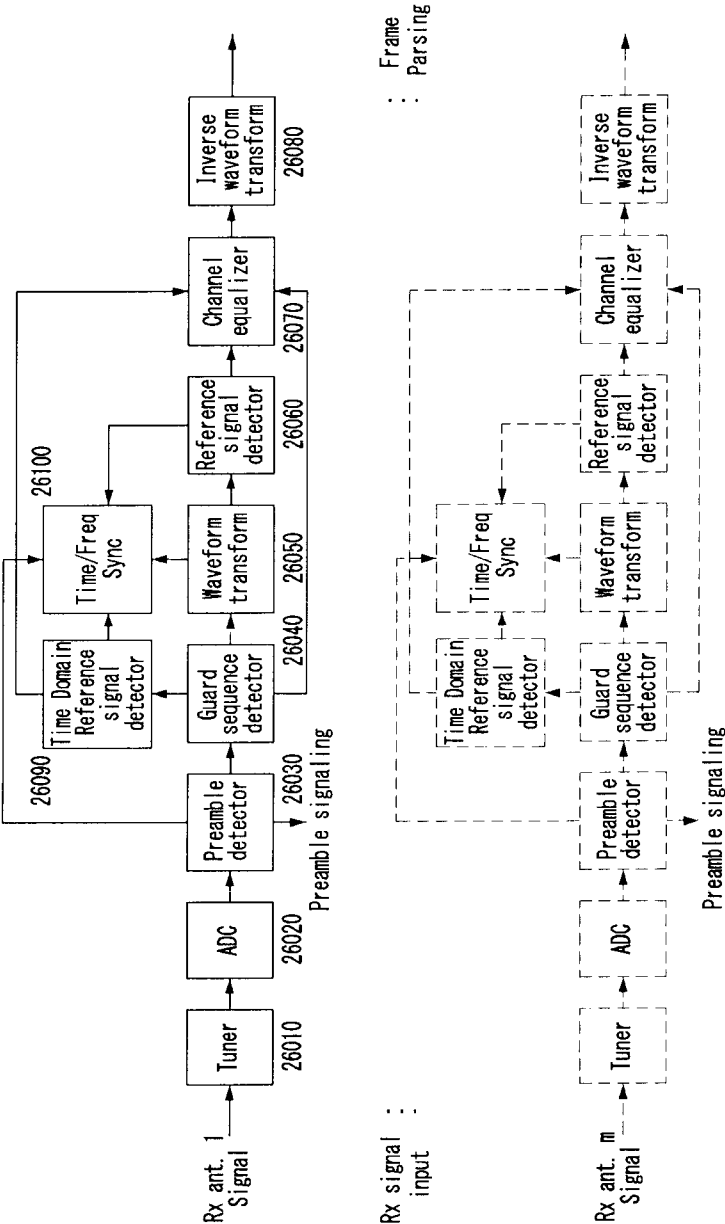 Rx ant. 1
Signal
Tuner
26010
ADC
26020
Preamble
detector
26030
Preamble signaling
Guard
sequence
detector
26040
Waveform
transform
26050
Reference
signal
detector
26060
Channel
equalizer
26070
Inverse
waveform
transform
26080
Time Domain
Reference
signal
detector
26090
Time/Freq
Sync
26100
Rx signal
input
:
Frame
Parsing
:
Rx ant. m
Signal
Tuner
ADC
Preamble
detector
Preamble signaling
Guard
sequence
detector
Waveform
transform
Reference
signal
detector
Channel
equalizer
Inverse
waveform
transform
Time Domain
Reference
signal
detector
Time/Freq
Sync